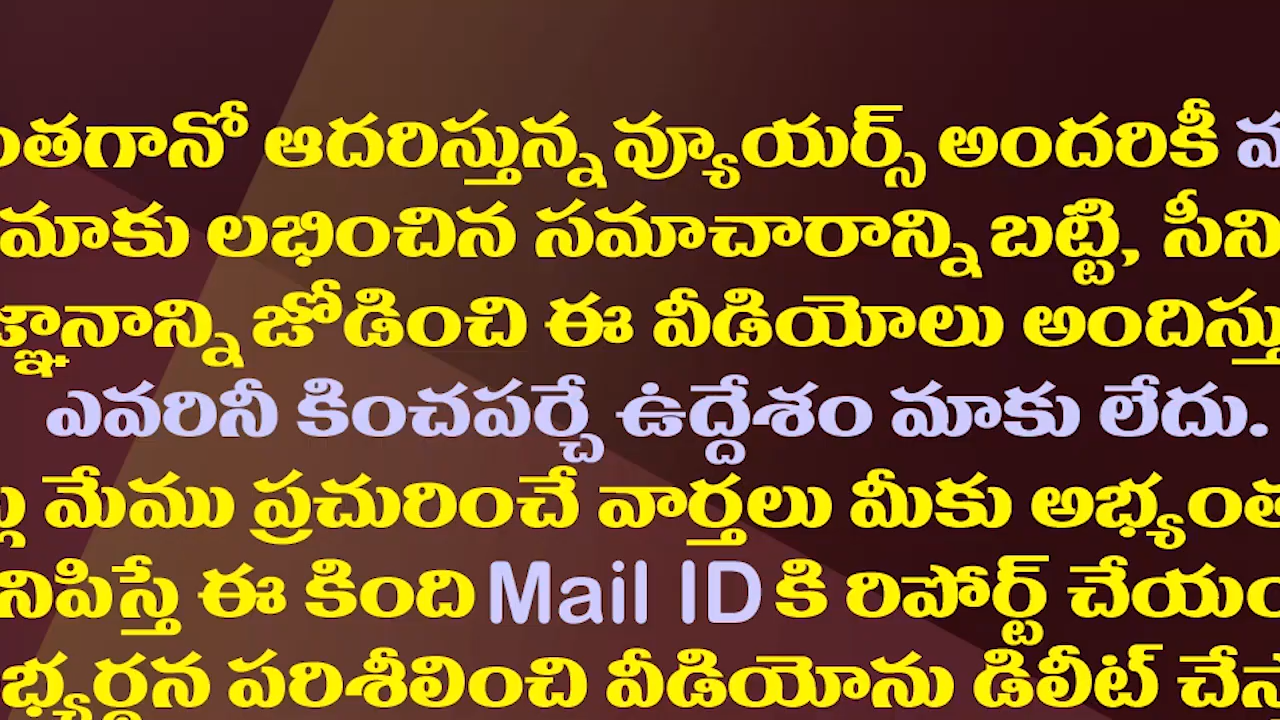 ంతగానో ఆదరిస్తున్న వ్యూయర్స్ అందరికీ
మాకు లభించిన సమాచారాన్ని బట్టి, సీని
జ్ఞానాన్ని జోడించి ఈ వీడియోలు అందిస్తు
ఎవరినీ కించపర్చే ఉద్దేశం మాకు లేదు.
మేము ప్రచురించే వార్తలు మీకు అభ్యంత
నిపిస్తే ఈ కింది Mail ID కి రిపోర్ట్ చేయం
భ్యర్థన పరిశీలించి వీడియోను డిలీట్ చేస